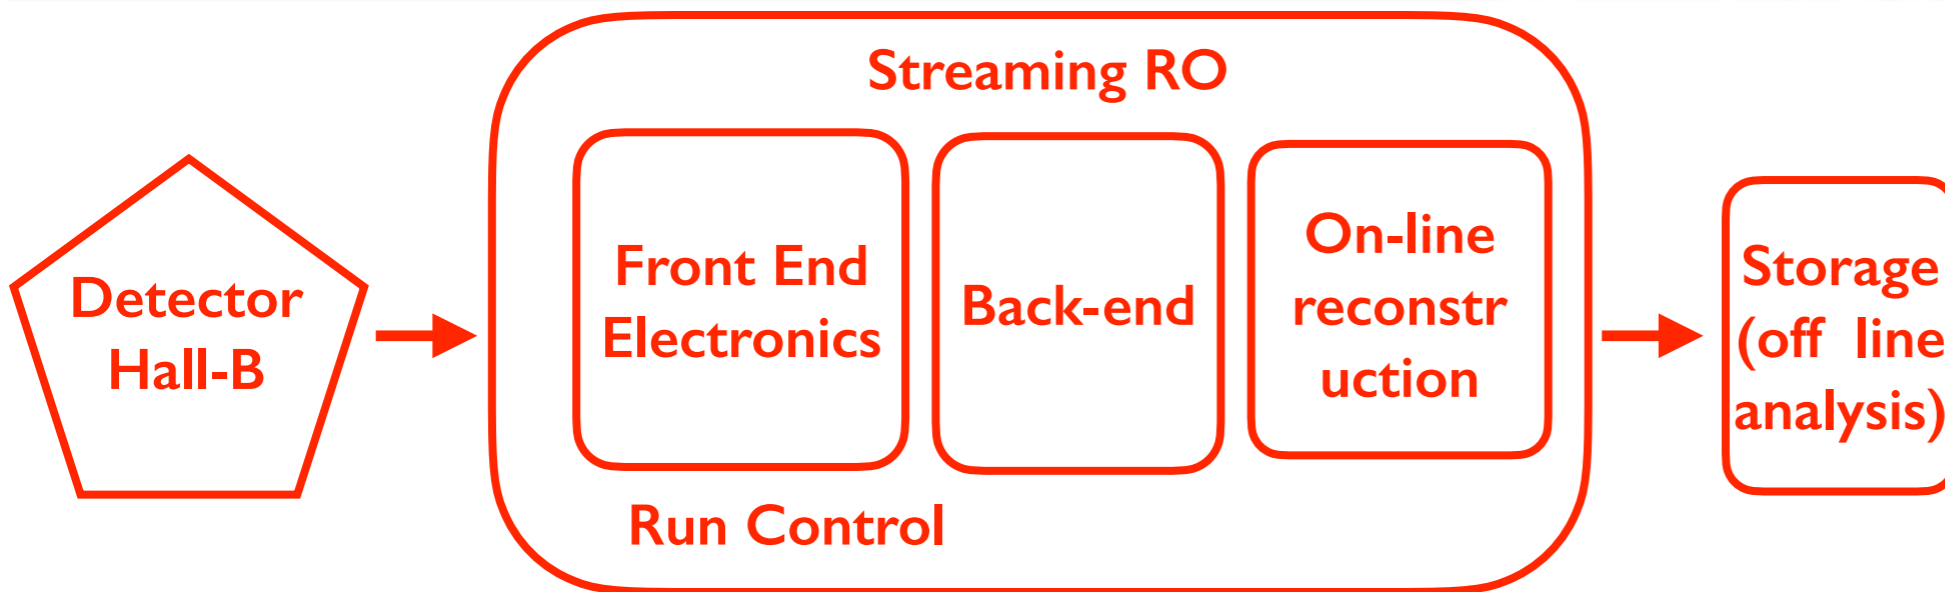 Streaming RO
Detector
Hall-B
Front End
Electronics
Back-end
On-line
reconstr
uction
Storage
(off line
analysis)
Run Control